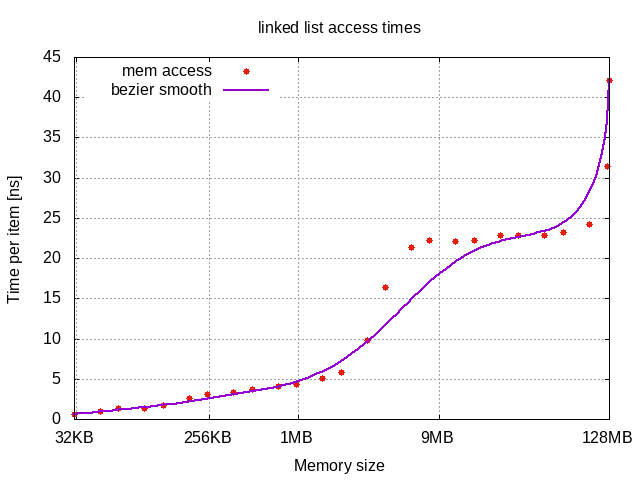 linked list access times
45
40
35
30
25
20
15
10
5
0
mem access
bezier smooth
Time per item [ns]
32KB 256KB 1MB 9MB 128MB
Memory size